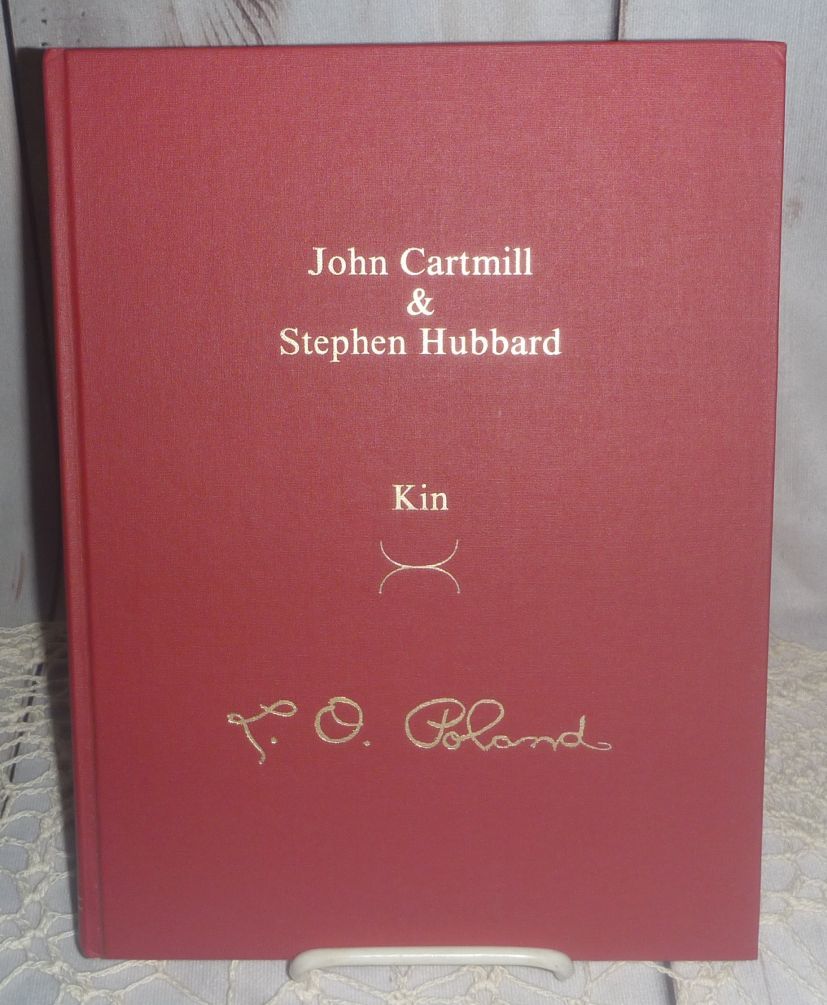 John Cartmill
&
Stephen Hubbard
Kin
T. O. Poland